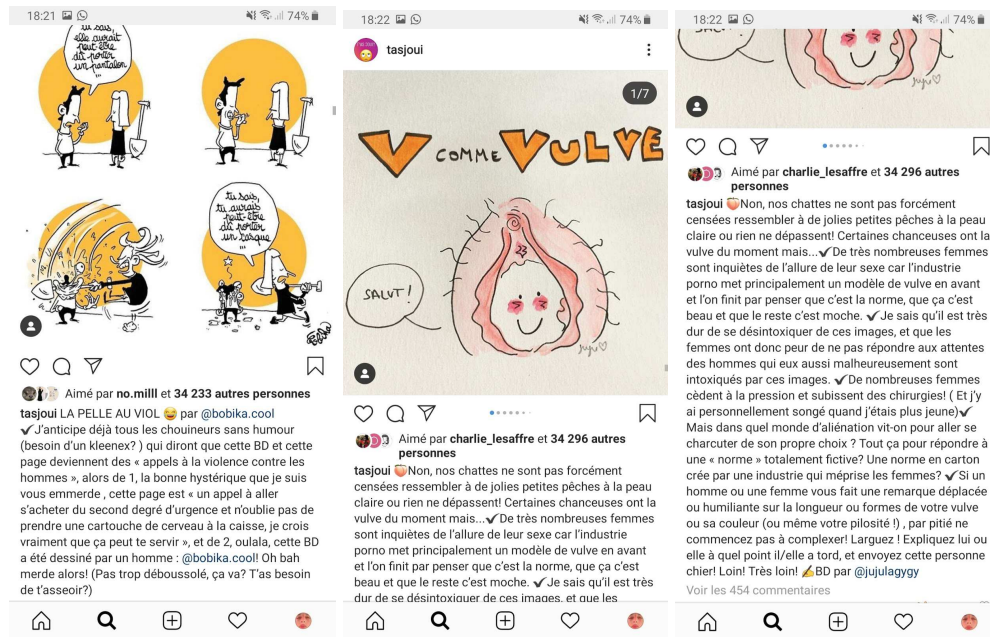 18:21
74%
tu sais,
elle aurait
peut-être
dû porter
un pantalon
...
tu sais,
tu aurais
peut-être
dû porter
un casque
...
Bobika
Aimé par no.milll et 34 233 autres personnes
tasjoui LA PELLE AU VIOL 😂 par @bobika.cool
✔J'anticipe déjà tous les chouineurs sans humour
(besoin d'un kleenex? ) qui diront que cette BD et cette
page deviennent des « appels à la violence contre les
hommes », alors de 1, la bonne hystérique que je suis
vous emmerde , cette page est « un appel à aller
s'acheter du second degré d'urgence et n'oublie pas de
prendre une cartouche de cerveau à la caisse, je crois
vraiment que ça peut te servir », et de 2, oulala, cette BD
a été dessiné par un homme : @bobika.cool! Oh bah
merde alors! (Pas trop déboussolé, ça va? T'as besoin
de t'asseoir?)
18:22
74%
tasjoui
1/7
V COMME VULVE
SALUT !
juju♡
Aimé par charlie_lesaffre et 34 296 autres
personnes
tasjoui 🍑Non, nos chattes ne sont pas forcément
censées ressembler à de jolies petites pêches à la peau
claire ou rien ne dépassent! Certaines chanceuses ont la
vulve du moment mais...✔De très nombreuses femmes
sont inquiètes de l'allure de leur sexe car l'industrie
porno met principalement un modèle de vulve en avant
et l'on finit par penser que c'est la norme, que ça c'est
beau et que le reste c'est moche. ✔Je sais qu'il est très
dur de se désintoxiquer de ces images, et que les
18:22
74%
SALUT !
juju♡
Aimé par charlie_lesaffre et 34 296 autres
personnes
tasjoui 🍑Non, nos chattes ne sont pas forcément
censées ressembler à de jolies petites pêches à la peau
claire ou rien ne dépassent! Certaines chanceuses ont la
vulve du moment mais...✔De très nombreuses femmes
sont inquiètes de l'allure de leur sexe car l'industrie
porno met principalement un modèle de vulve en avant
et l'on finit par penser que c'est la norme, que ça c'est
beau et que le reste c'est moche. ✔Je sais qu'il est très
dur de se désintoxiquer de ces images, et que les
femmes ont donc peur de ne pas répondre aux attentes
des hommes qui eux aussi malheureusement sont
intoxiqués par ces images. ✔De nombreuses femmes
cèdent à la pression et subissent des chirurgies! ( Et j'y
ai personnellement songé quand j'étais plus jeune)✔
Mais dans quel monde d'aliénation vit-on pour aller se
charcuter de son propre choix ? Tout ça pour répondre à
une « norme » totalement fictive? Une norme en carton
crée par une industrie qui méprise les femmes? ✔Si un
homme ou une femme vous fait une remarque déplacée
ou humiliante sur la longueur ou formes de votre vulve
ou sa couleur (ou même votre pilosité !) , par pitié ne
commencez pas à complexer! Larguez ! Expliquez lui ou
elle à quel point il/elle a tord, et envoyez cette personne
chier! Loin! Très loin! ✍BD par @jujulagygy
Voir les 454 commentaires